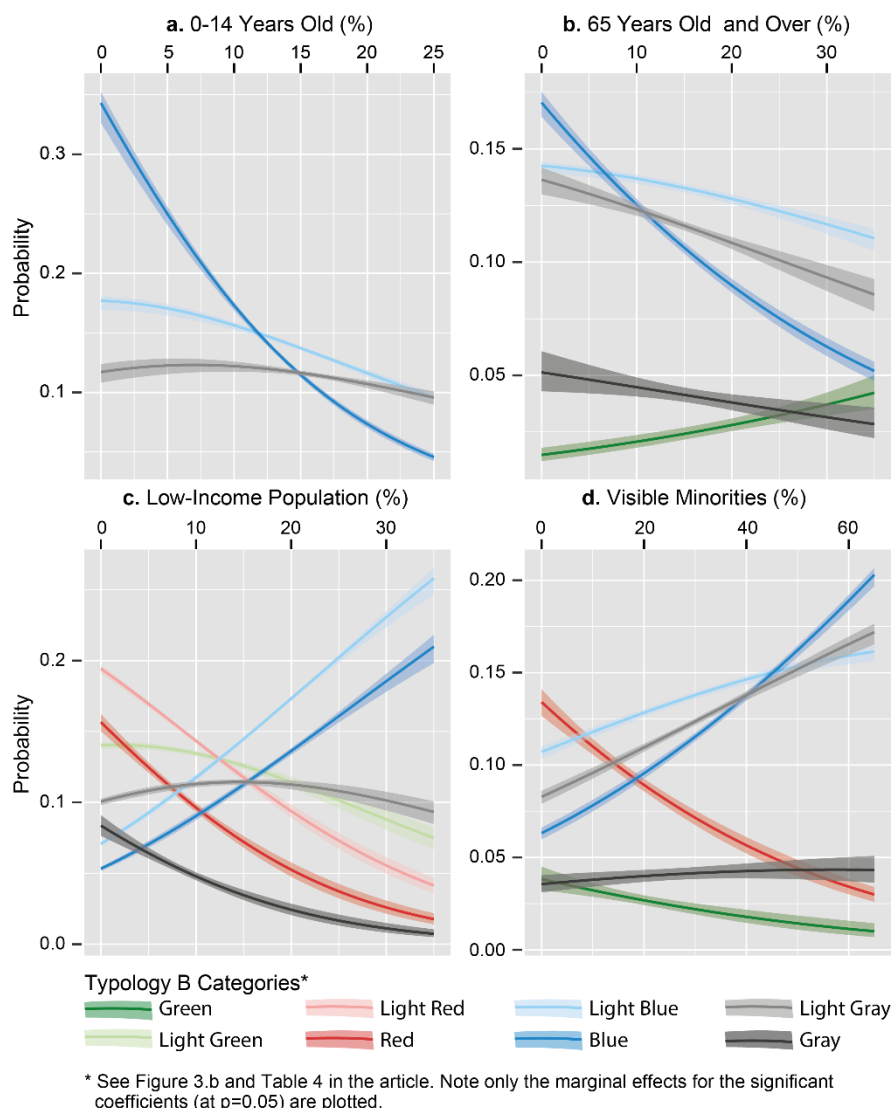 a. 0-14 Years Old (%)
0 5 10 15 20 25
b. 65 Years Old and Over (%)
0 10 20 30
Probability
0.3
0.2
0.1
0.15
0.10
0.05
c. Low-Income Population (%)
0 10 20 30
d. Visible Minorities (%)
0 20 40 60
Probability
0.2
0.1
0.0
0.20
0.15
0.10
0.05
0.00
Typology B Categories*
Green Light Red Light Blue Light Gray
Light Green Red Blue Gray
* See Figure 3.b and Table 4 in the article. Note only the marginal effects for the significant
coefficients (at p=0.05) are plotted.